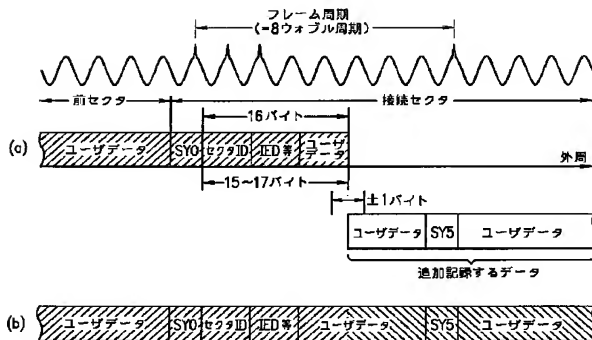 フレーム周期
(=8ウォブル周期)
前セクタ
接続セクタ
16バイト
(a)
ユーザデータ
SY0
セクタID
IED等
ユーザ
データ
外周
15~17バイト
±1バイト
ユーザデータ
SY5
ユーザデータ
追加記録するデータ
(b)
ユーザデータ
SY0
セクタID
IED等
ユーザデータ
SY5
ユーザデータ